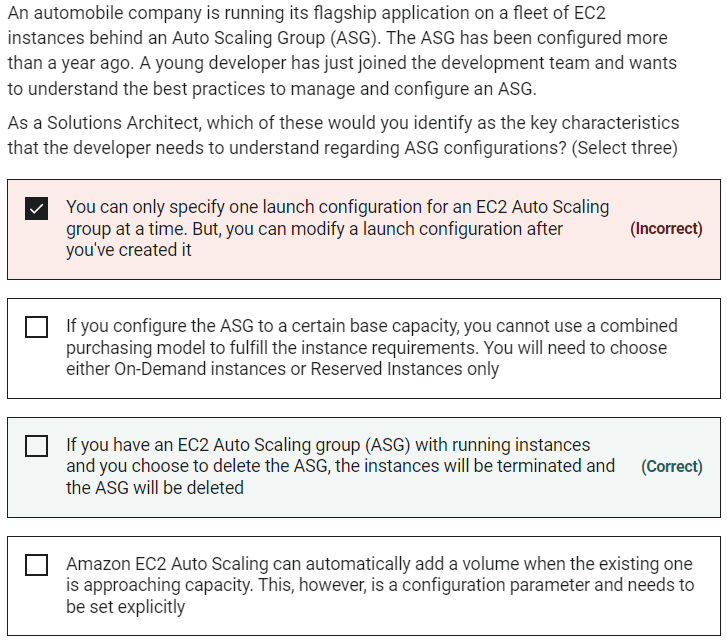 An automobile company is running its flagship application on a fleet of EC2
instances behind an Auto Scaling Group (ASG). The ASG has been configured more
than a year ago. A young developer has just joined the development team and wants
to understand the best practices to manage and configure an ASG.
As a Solutions Architect, which of these would you identify as the key characteristics
that the developer needs to understand regarding ASG configurations? (Select three)
You can only specify one launch configuration for an EC2 Auto Scaling
group at a time. But, you can modify a launch configuration after
you've created it
(Incorrect)
If you configure the ASG to a certain base capacity, you cannot use a combined
purchasing model to fulfill the instance requirements. You will need to choose
either On-Demand instances or Reserved Instances only
If you have an EC2 Auto Scaling group (ASG) with running instances
and you choose to delete the ASG, the instances will be terminated and
the ASG will be deleted
(Correct)
Amazon EC2 Auto Scaling can automatically add a volume when the existing one
is approaching capacity. This, however, is a configuration parameter and needs to
be set explicitly